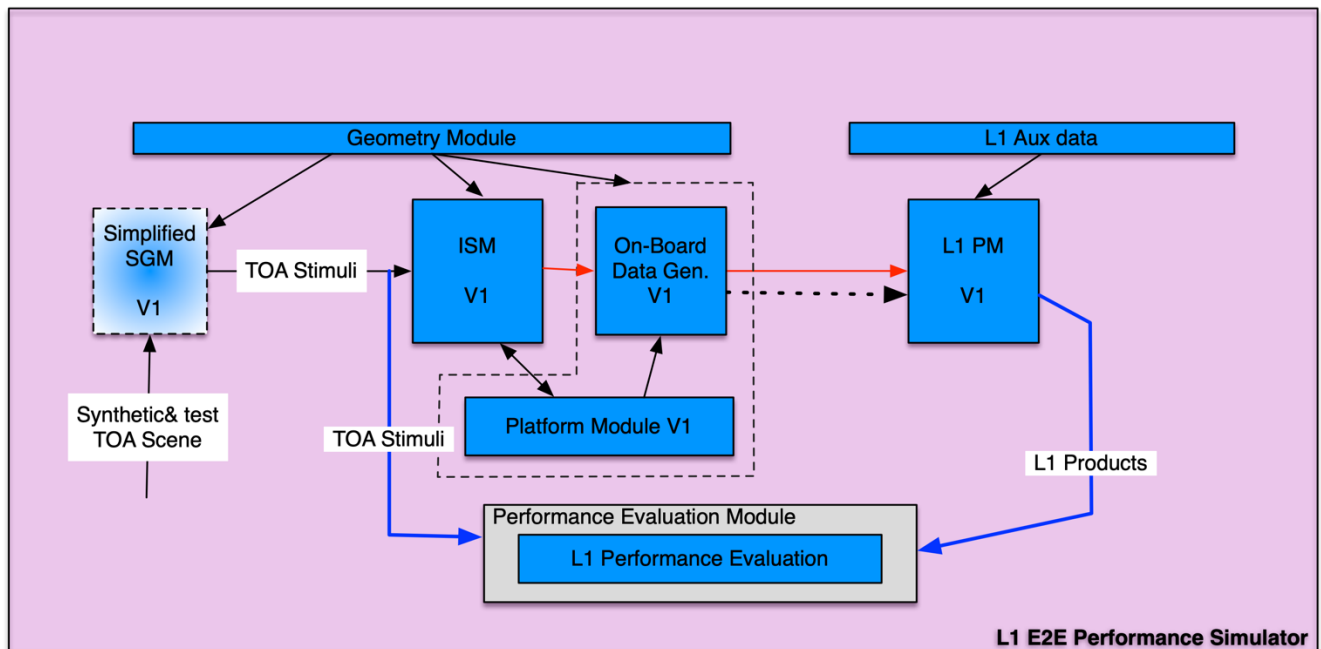 Geometry Module
L1 Aux data
Simplified
SGM
V1
TOA Stimuli
ISM
V1
On-Board
Data Gen.
V1
L1 PM
V1
Synthetic& test
TOA Scene
Platform Module V1
TOA Stimuli
L1 Products
Performance Evaluation Module
L1 Performance Evaluation
L1 E2E Performance Simulator